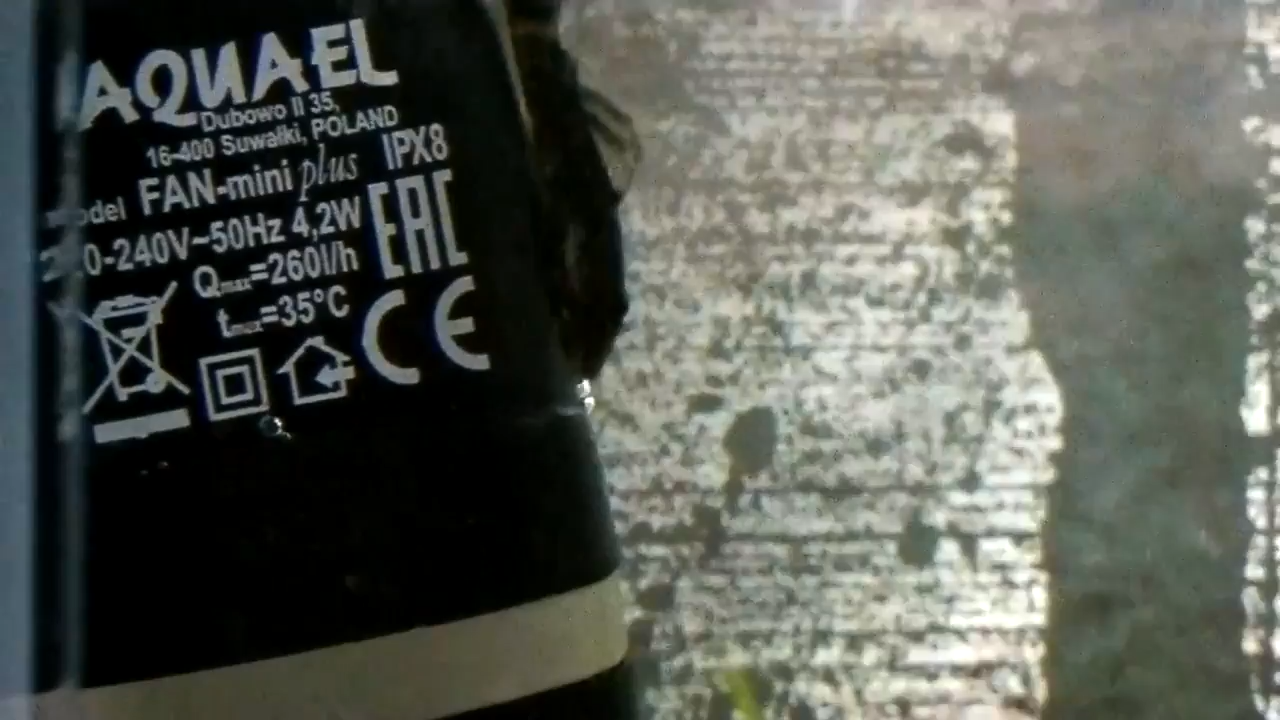 AQUAEL
Dubowo II 35,
16-400 Suwałki, POLAND
FAN-mini plus IPX8
0-240V~50Hz 4,2W
Qmax=260l/h
tmax=35°C
EAC
CE